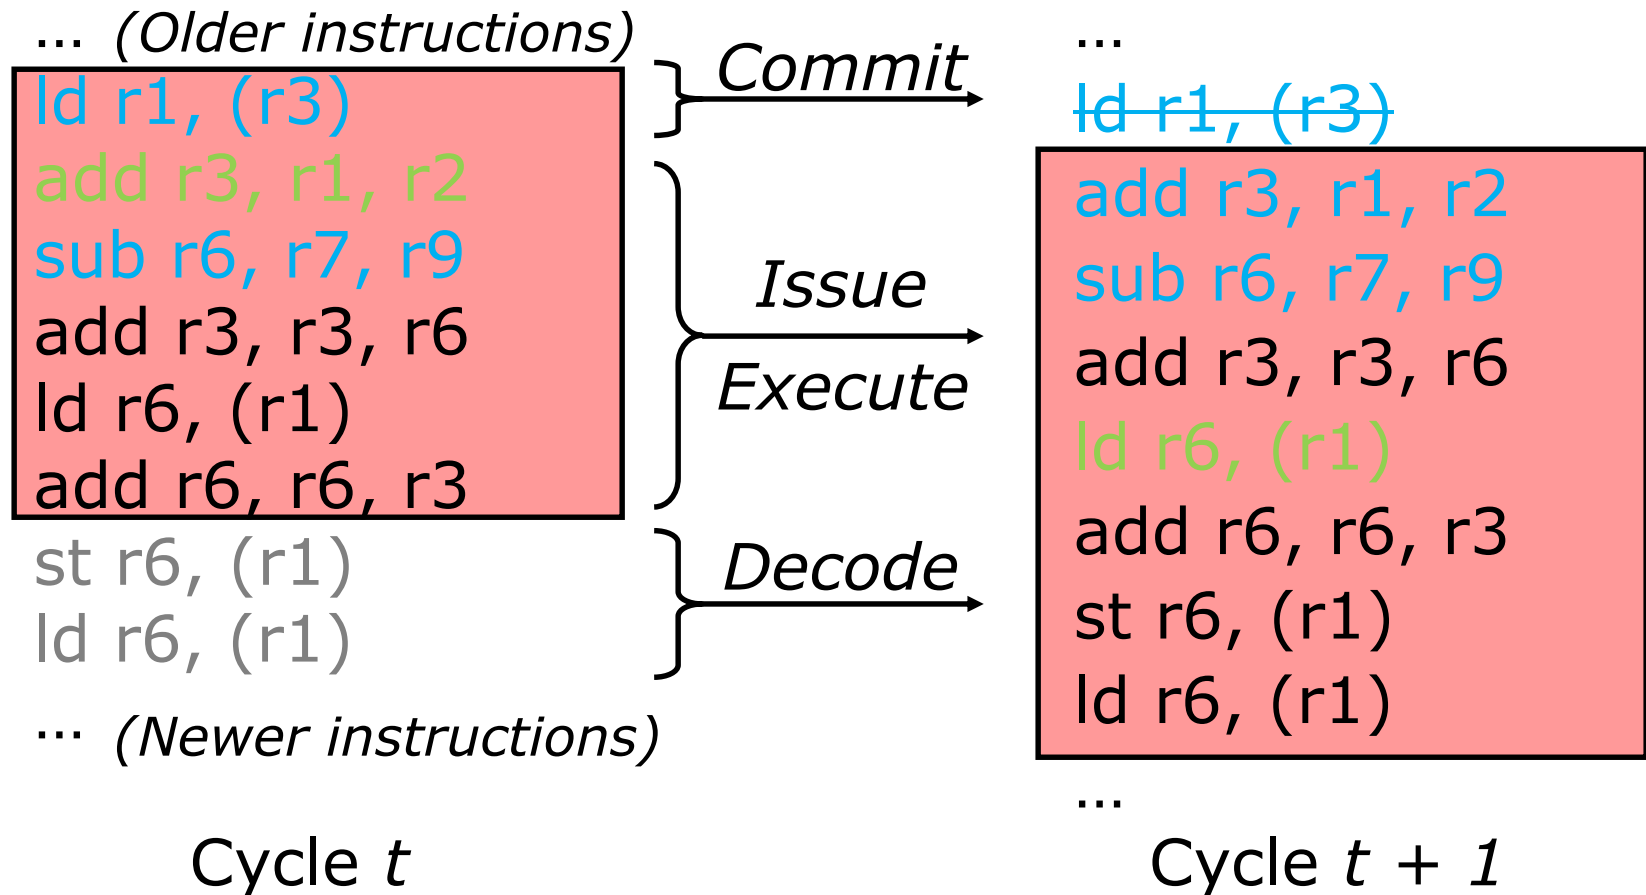 ... (Older instructions)
ld r1, (r3)
add r3, r1, r2
sub r6, r7, r9
add r3, r3, r6
ld r6, (r1)
add r6, r6, r3
st r6, (r1)
ld r6, (r1)
... (Newer instructions)
Cycle t
Commit
Issue
Execute
Decode
...
ld r1, (r3)
add r3, r1, r2
sub r6, r7, r9
add r3, r3, r6
ld r6, (r1)
add r6, r6, r3
st r6, (r1)
ld r6, (r1)
...
Cycle t + 1